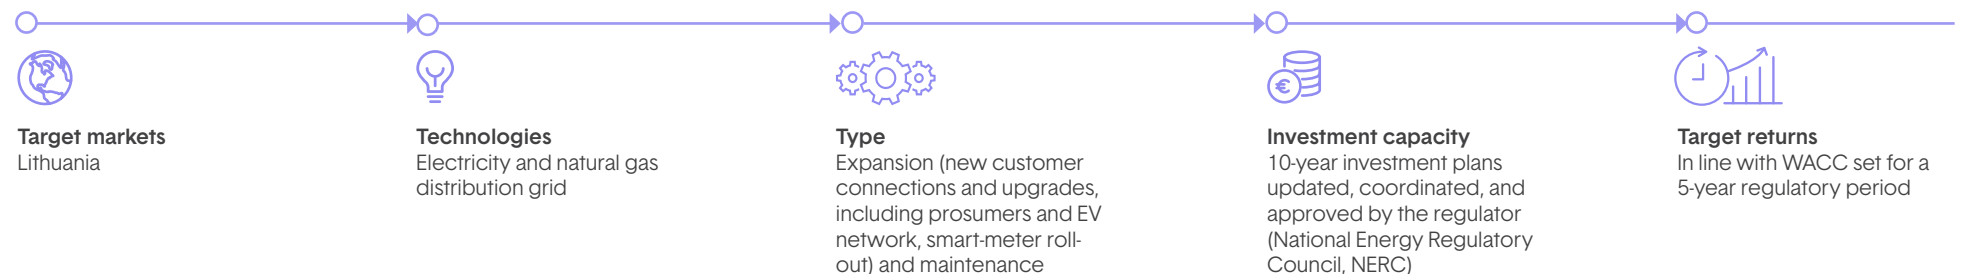 Target markets
Lithuania
Technologies
Electricity and natural gas
distribution grid
Type
Expansion (new customer
connections and upgrades,
including prosumers and EV
network, smart-meter roll-
out) and maintenance
€
Investment capacity
10-year investment plans
updated, coordinated, and
approved by the regulator
(National Energy Regulatory
Council, NERC)
Target returns
In line with WACC set for a
5-year regulatory period